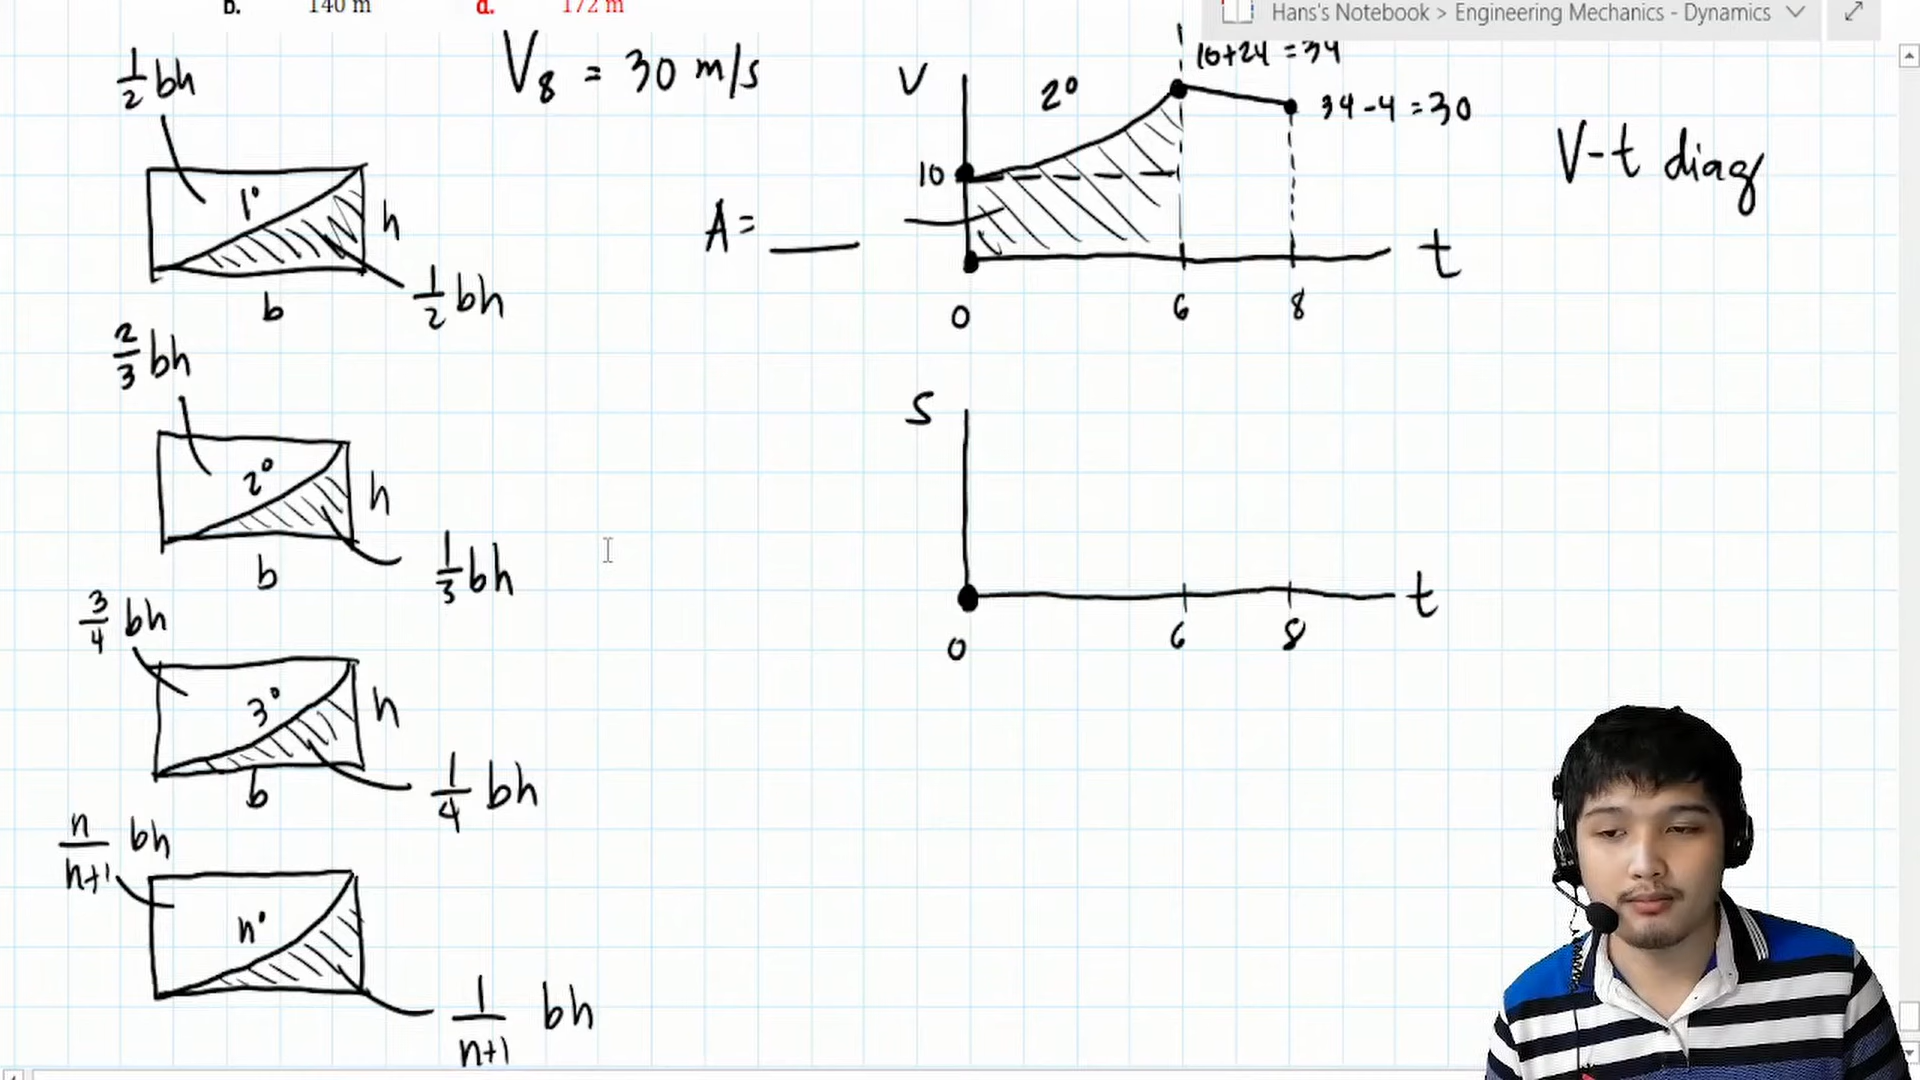 b. 140 m d. 172 m
Hans's Notebook > Engineering Mechanics - Dynamics
1/2 bh
1°
h
b
1/2 bh
2/3 bh
2°
h
b
1/3 bh
3/4 bh
3°
h
b
1/4 bh
n/n+1 bh
n°
1/n+1 bh
V8 = 30 m/s
A = ___
V
10
2°
10+24 = 34
34-4 = 30
0 6 8 t
V-t diag
S
0 6 8 t